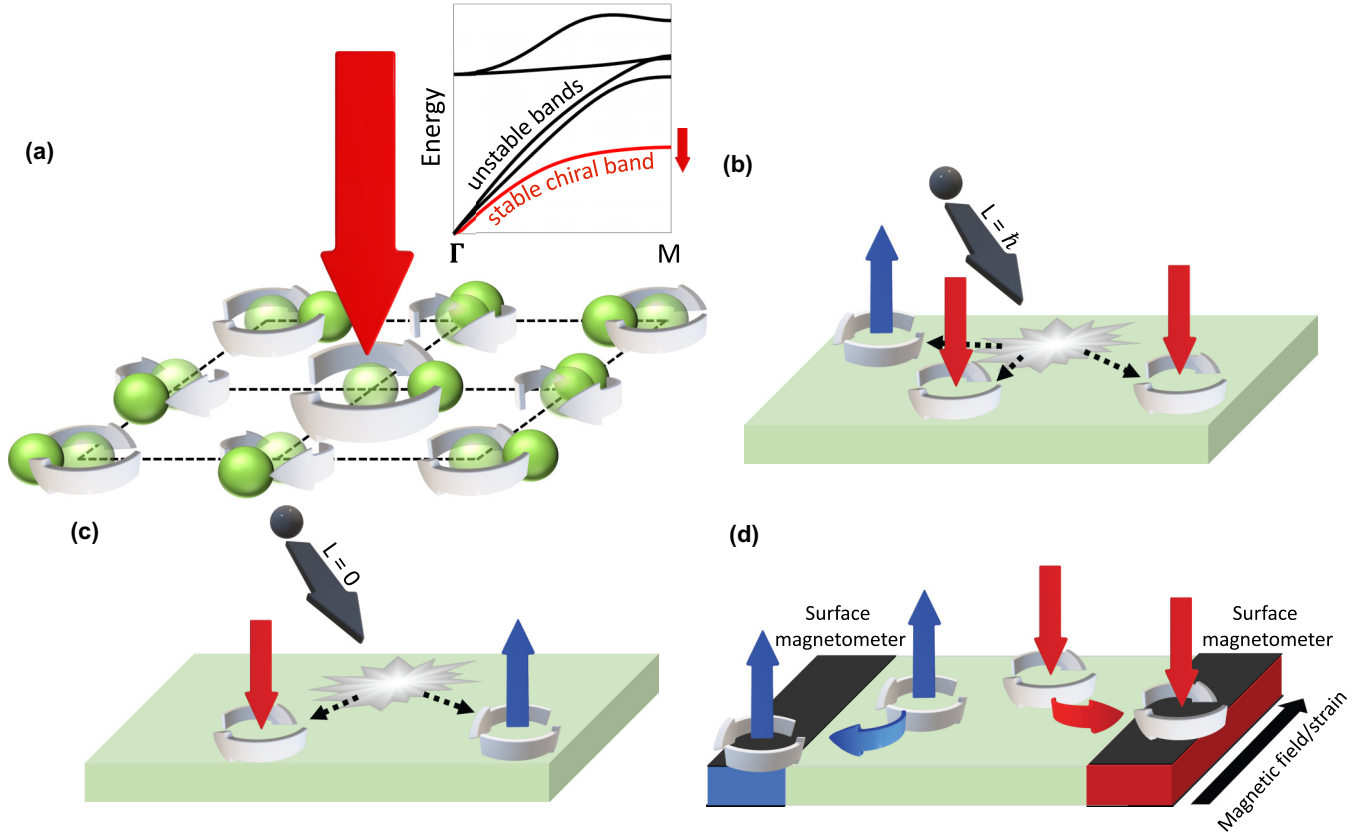 (a)
Energy
unstable bands
stable chiral band
Γ
M
(b)
L = ħ
(c)
L = 0
(d)
Surface
magnetometer
Surface
magnetometer
Magnetic field/strain